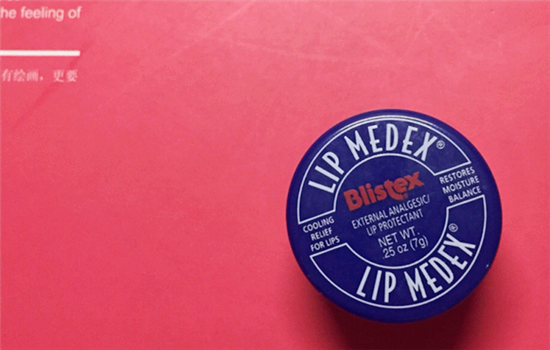 he feeling of
有绘画，更要
LIP MEDEX®
Blistex
EXTERNAL ANALGESIC/
LIP PROTECTANT
COOLING
RELIEF
FOR LIPS
RESTORES
MOISTURE
BALANCE
NET WT.
.25 oz (7g)
LIP MEDEX®